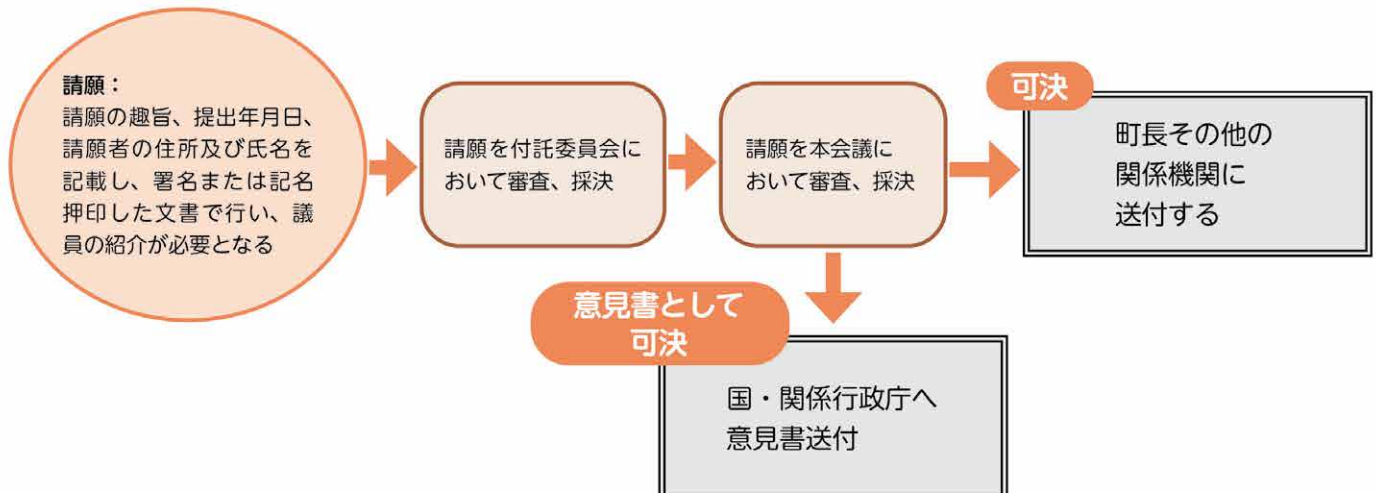 請願：
請願の趣旨、提出年月日、
請願者の住所及び氏名を
記載し、署名または記名
押印した文書で行い、議
員の紹介が必要となる
請願を付託委員会に
おいて審査、採決
請願を本会議に
おいて審査、採決
可決
町長その他の
関係機関に
送付する
意見書として
可決
国・関係行政庁へ
意見書送付